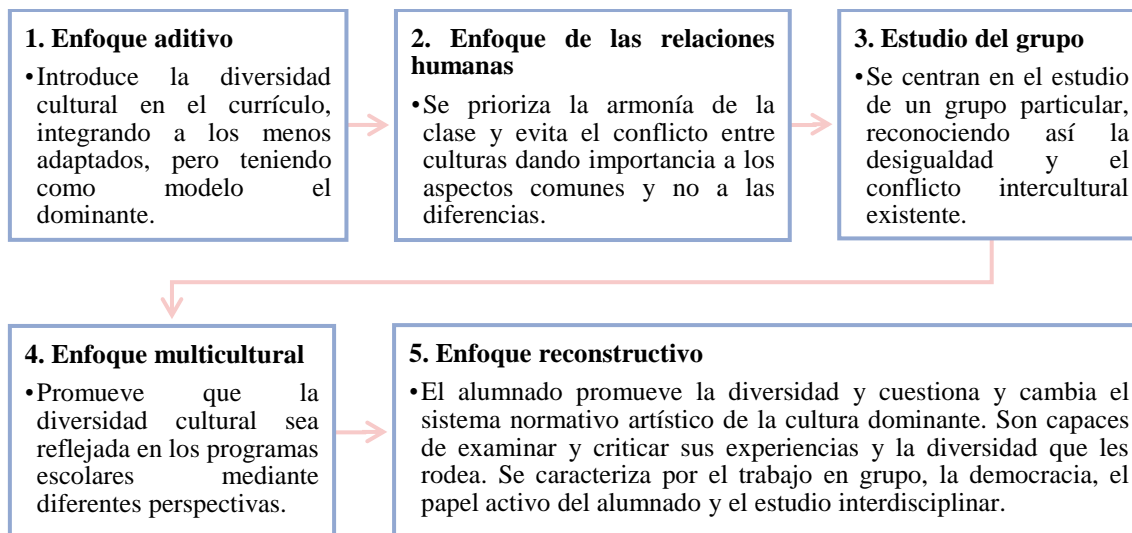 1. Enfoque aditivo
•Introduce la diversidad
cultural en el currículo,
integrando a los menos
adaptados, pero teniendo
como modelo el
dominante.
2. Enfoque de las relaciones
humanas
•Se prioriza la armonía de la
clase y evita el conflicto entre
culturas dando importancia a los
aspectos comunes y no a las
diferencias.
3. Estudio del grupo
•Se centran en el estudio
de un grupo particular,
reconociendo así la
desigualdad y el
conflicto intercultural
existente.
4. Enfoque multicultural
•Promueve que la
diversidad cultural sea
reflejada en los programas
escolares mediante
diferentes perspectivas.
5. Enfoque reconstructivo
•El alumnado promueve la diversidad y cuestiona y cambia el
sistema normativo artístico de la cultura dominante. Son capaces
de examinar y criticar sus experiencias y la diversidad que les
rodea. Se caracteriza por el trabajo en grupo, la democracia, el
papel activo del alumnado y el estudio interdisciplinar.